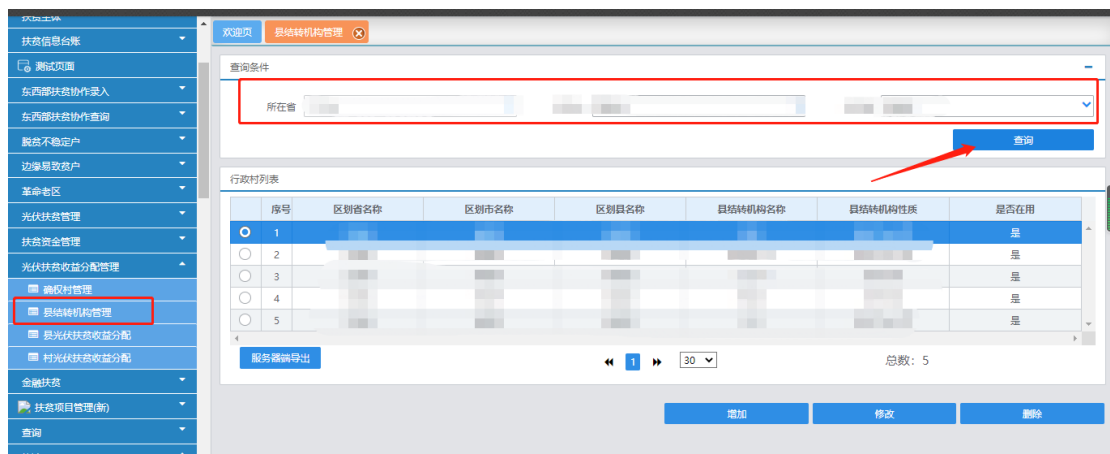 扶贫主体
扶贫信息台账
测试页面
东西部扶贫协作录入
东西部扶贫协作查询
脱贫不稳定户
边缘易致贫户
革命老区
光伏扶贫管理
扶贫资金管理
光伏扶贫收益分配管理
确权村管理
县结转机构管理
县光伏扶贫收益分配
村光伏扶贫收益分配
金融扶贫
扶贫项目管理(新)
查询
欢迎页 县结转机构管理
查询条件
所在省
查询
行政村列表
序号 区划省名称 区划市名称 区划县名称 县结转机构名称 县结转机构性质 是否在用
1 是
2 是
3 是
4 是
5 是
服务器端导出 1 30 总数：5
增加 修改 删除